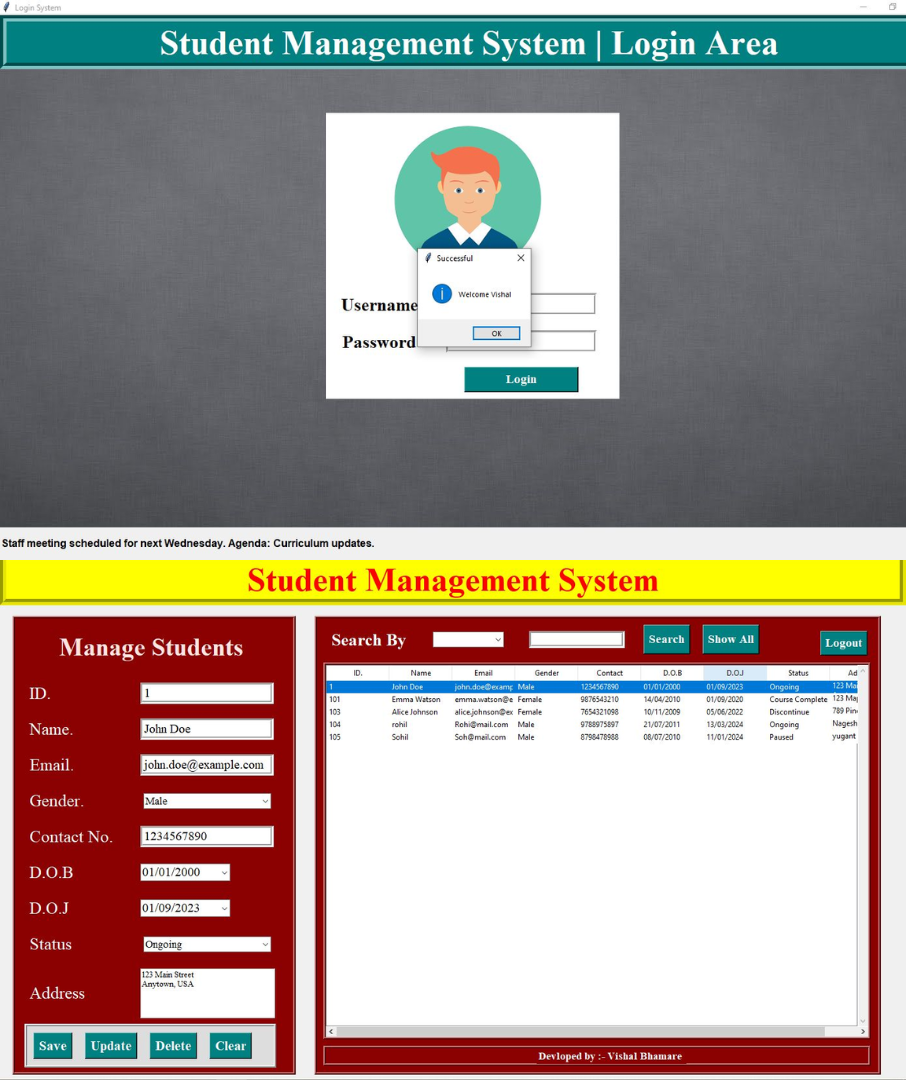 Login System
Student Management System | Login Area
Successful
Welcome Vishal
OK
Username
Password
Login
Staff meeting scheduled for next Wednesday. Agenda: Curriculum updates.
Student Management System
Manage Students
ID. 1
Name. John Doe
Email. john.doe@example.com
Gender. Male
Contact No. 1234567890
D.O.B 01/01/2000
D.O.J 01/09/2023
Status Ongoing
Address 123 Main Street
Anytown, USA
Save Update Delete Clear
Search By Search Show All Logout
ID. Name Email Gender Contact D.O.B D.O.J Status Ad
1 John Doe john.doe@examp Male 1234567890 01/01/2000 01/09/2023 Ongoing 123 Mai
101 Emma Watson emma.watson@e Female 9876543210 14/04/2010 01/09/2020 Course Complete 123 Maj
103 Alice Johnson alice.johnson@ex Female 7654321098 10/11/2009 05/06/2022 Discontinue 789 Pin
104 rohil Rohi@mail.com Male 9788975897 21/07/2011 13/03/2024 Ongoing Nagesh
105 Sohil Soh@mail.com Male 8798478988 08/07/2010 11/01/2024 Paused yugant
Devloped by :- Vishal Bhamare